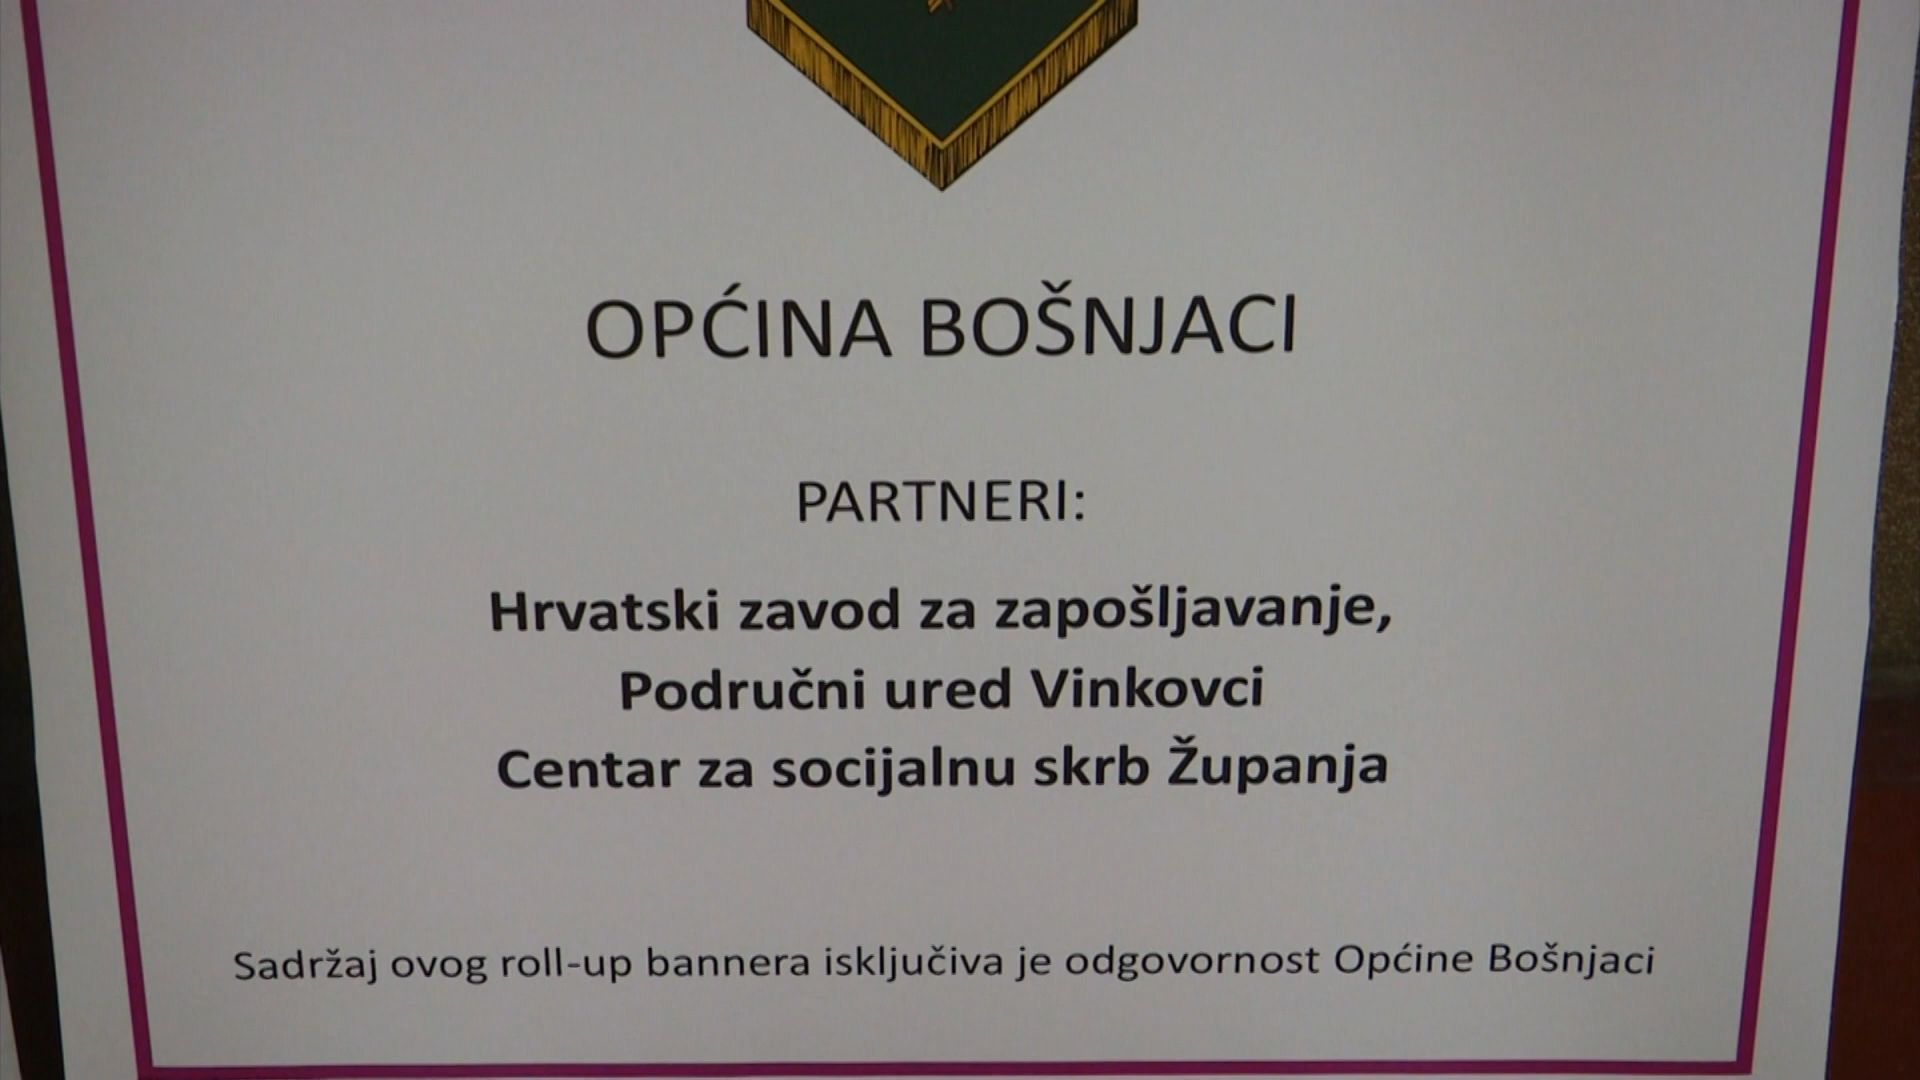 OPĆINA BOŠNJACI
PARTNERI:
Hrvatski zavod za zapošljavanje,
Područni ured Vinkovci
Centar za socijalnu skrb Županja
Sadržaj ovog roll-up bannera isključiva je odgovornost Općine Bošnjaci